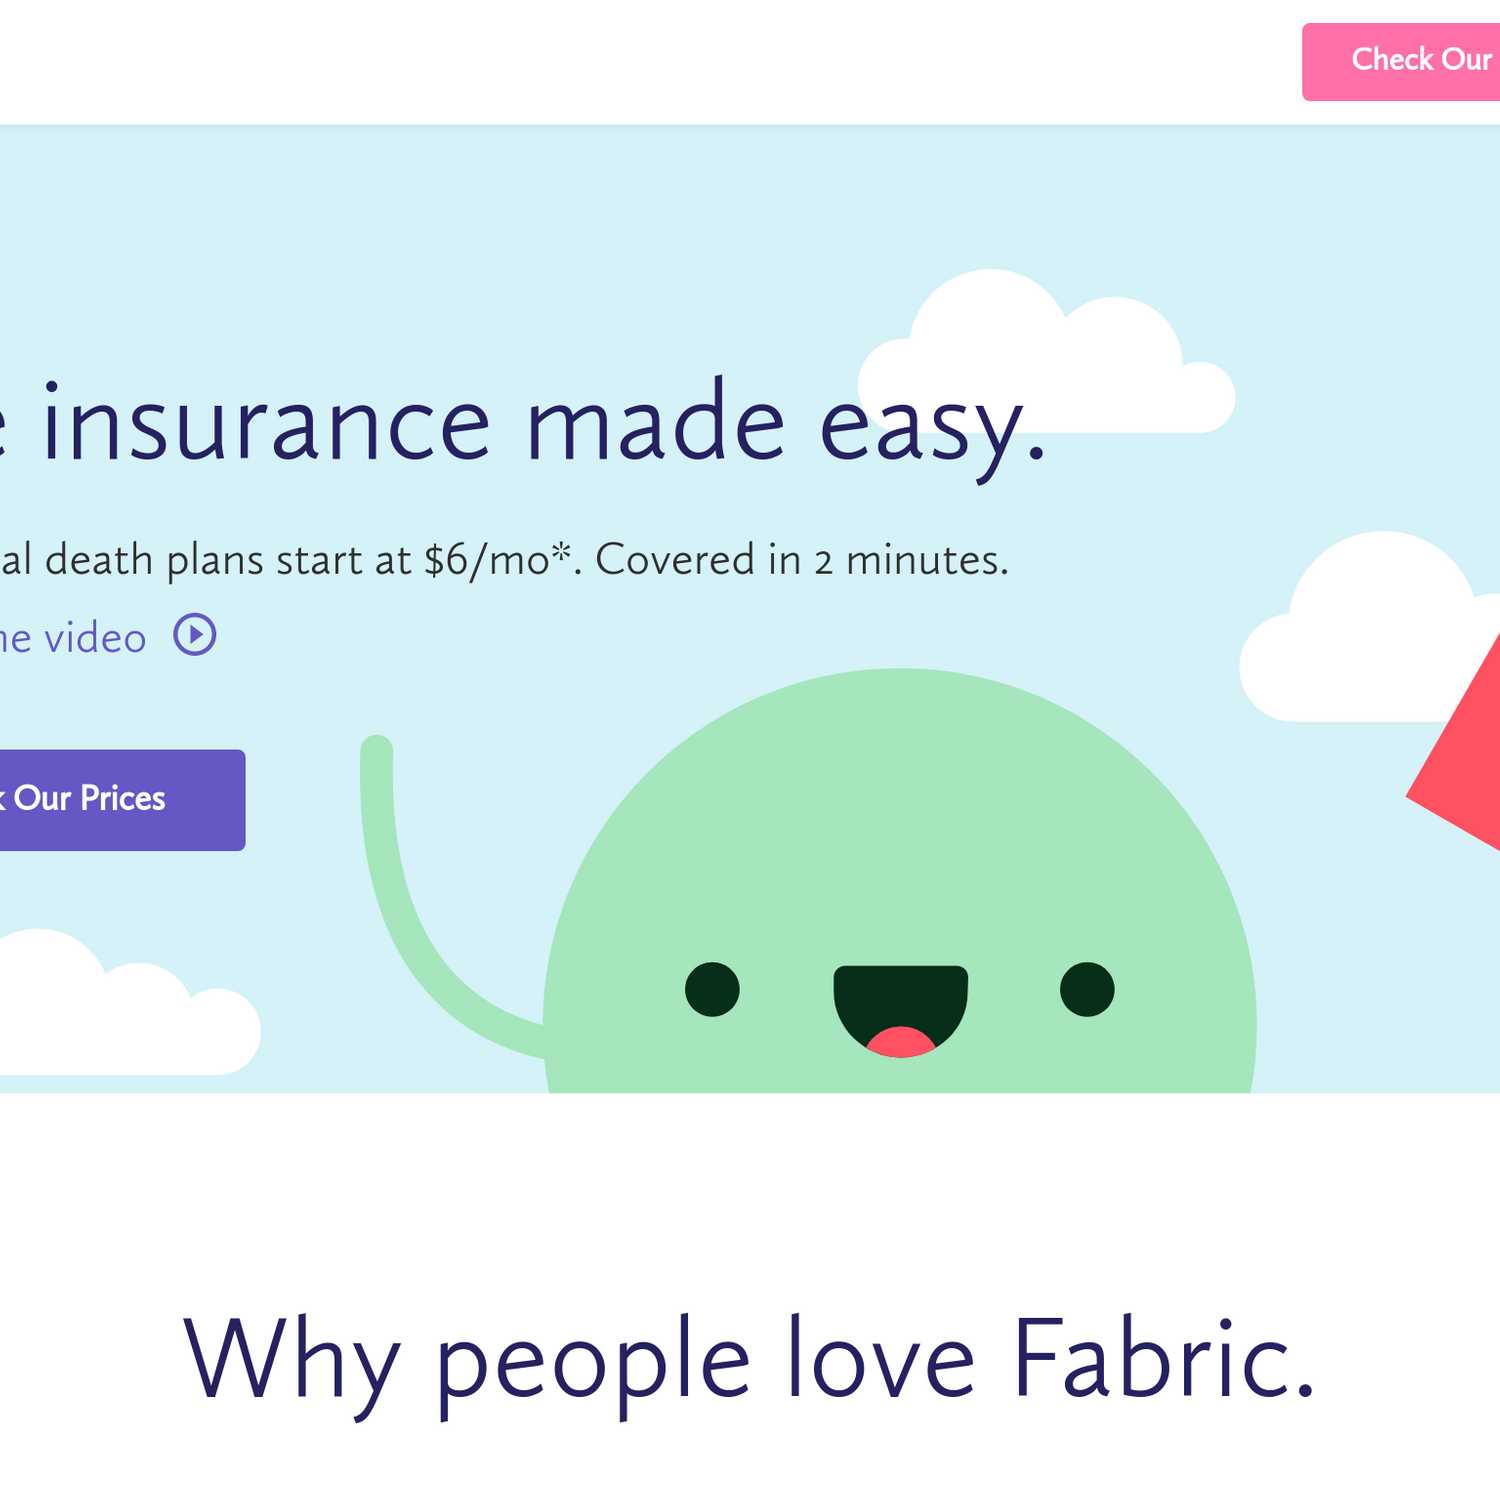 Check Our
insurance made easy.
al death plans start at $6/mo*. Covered in 2 minutes.
he video
k Our Prices
Why people love Fabric.